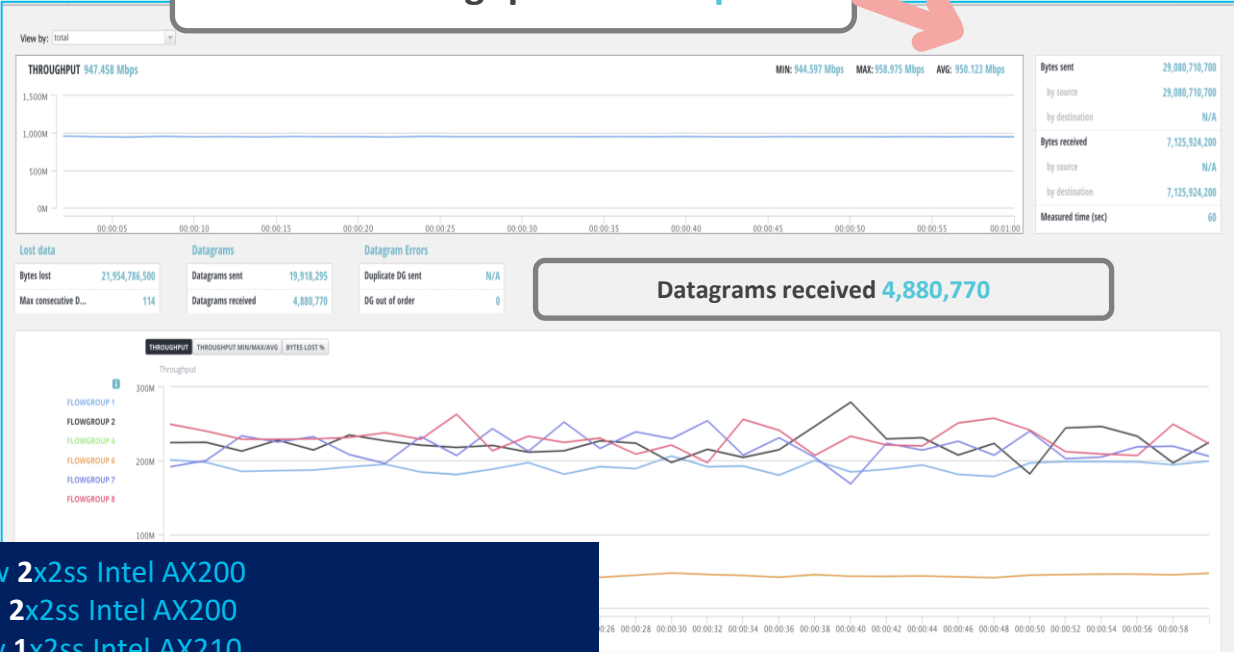 View by: total
THROUGHPUT 947.458 Mbps MIN: 944.597 Mbps MAX: 958.975 Mbps AVG: 950.123 Mbps
1,500M
1,000M
500M
0M
00:00:05 00:00:10 00:00:15 00:00:20 00:00:25 00:00:30 00:00:35 00:00:40 00:00:45 00:00:50 00:00:55 00:01:00
Bytes sent 29,080,710,700
by source 29,080,710,700
by destination N/A
Bytes received 7,125,924,200
by source N/A
by destination 7,125,924,200
Measured time (sec) 60
Lost data
Bytes lost 21,954,786,500
Max consecutive D... 114
Datagrams
Datagrams sent 19,918,295
Datagrams received 4,880,770
Datagram Errors
Duplicate DG sent N/A
DG out of order 0
Datagrams received 4,880,770
THROUGHPUT THROUGHPUT MIN/MAX/AVG BYTES LOST %
Throughput
300M
200M
100M
FLOWGROUP 1
FLOWGROUP 2
FLOWGROUP 4
FLOWGROUP 6
FLOWGROUP 7
FLOWGROUP 8
00:00:28 00:00:30 00:00:32 00:00:34 00:00:36 00:00:38 00:00:40 00:00:42 00:00:44 00:00:46 00:00:48 00:00:50 00:00:52 00:00:54 00:00:56 00:00:58
2x2ss Intel AX200
2x2ss Intel AX200
1x2ss Intel AX210